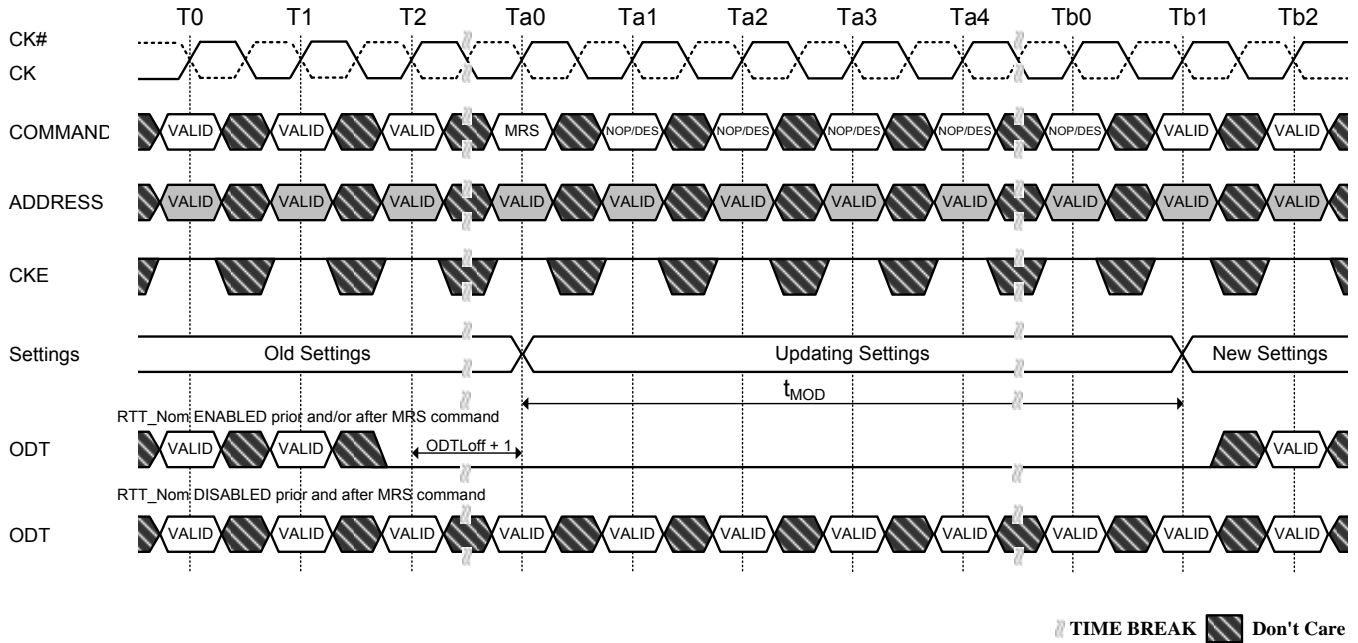 T0 T1 T2 Ta0 Ta1 Ta2 Ta3 Ta4 Tb0 Tb1 Tb2
CK#
CK
COMMAND VALID VALID VALID MRS NOP/DES NOP/DES NOP/DES NOP/DES NOP/DES VALID VALID
ADDRESS VALID VALID VALID VALID VALID VALID VALID VALID VALID VALID VALID
CKE
Settings Old Settings Updating Settings New Settings
tMOD
RTT_Nom ENABLED prior and/or after MRS command
ODT VALID VALID ODTLoff + 1 VALID
RTT_Nom DISABLED prior and after MRS command
ODT VALID VALID VALID VALID VALID VALID VALID VALID VALID VALID VALID
TIME BREAK Don't Care